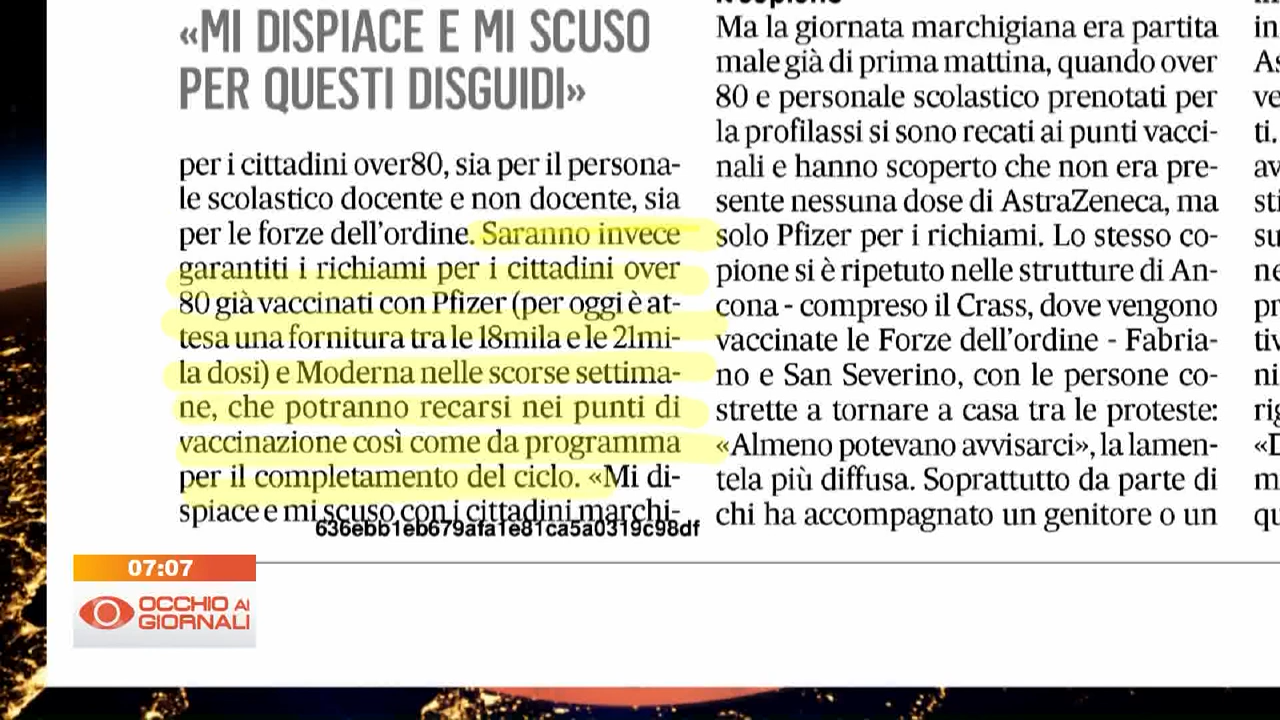 «MI DISPIACE E MI SCUSO
PER QUESTI DISGUIDI»
per i cittadini over80, sia per il persona-
le scolastico docente e non docente, sia
per le forze dell'ordine. Saranno invece
garantiti i richiami per i cittadini over
80 già vaccinati con Pfizer (per oggi è at-
tesa una fornitura tra le 18mila e le 21mi-
la dosi) e Moderna nelle scorse settima-
ne, che potranno recarsi nei punti di
vaccinazione così come da programma
per il completamento del ciclo. «Mi di-
spiace e mi scuso con i cittadini marchi-
636ebb1eb679afa1e81ca5a0319c98df
Ma la giornata marchigiana era partita
male già di prima mattina, quando over
80 e personale scolastico prenotati per
la profilassi si sono recati ai punti vacci-
nali e hanno scoperto che non era pre-
sente nessuna dose di AstraZeneca, ma
solo Pfizer per i richiami. Lo stesso co-
pione si è ripetuto nelle strutture di An-
cona - compreso il Crass, dove vengono
vaccinate le Forze dell'ordine - Fabria-
no e San Severino, con le persone co-
strette a tornare a casa tra le proteste:
«Almeno potevano avvisarci», la lamen-
tela più diffusa. Soprattutto da parte di
chi ha accompagnato un genitore o un
07:07
OCCHIO AI
GIORNALI